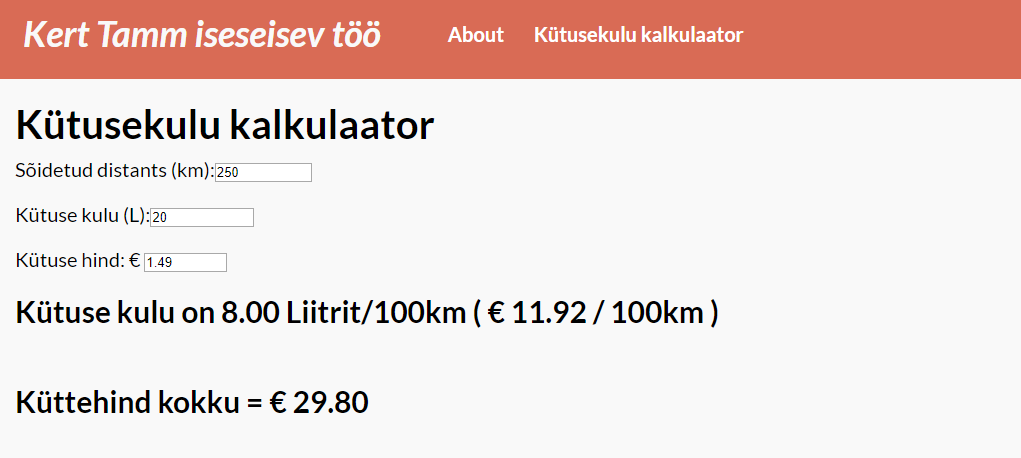 Kert Tamm iseseisev töö About Kütusekulu kalkulaator
Kütusekulu kalkulaator
Sõidetud distants (km): 250
Kütuse kulu (L): 20
Kütuse hind: € 1.49
Kütuse kulu on 8.00 Liitrit/100km ( € 11.92 / 100km )
Küttehind kokku = € 29.80